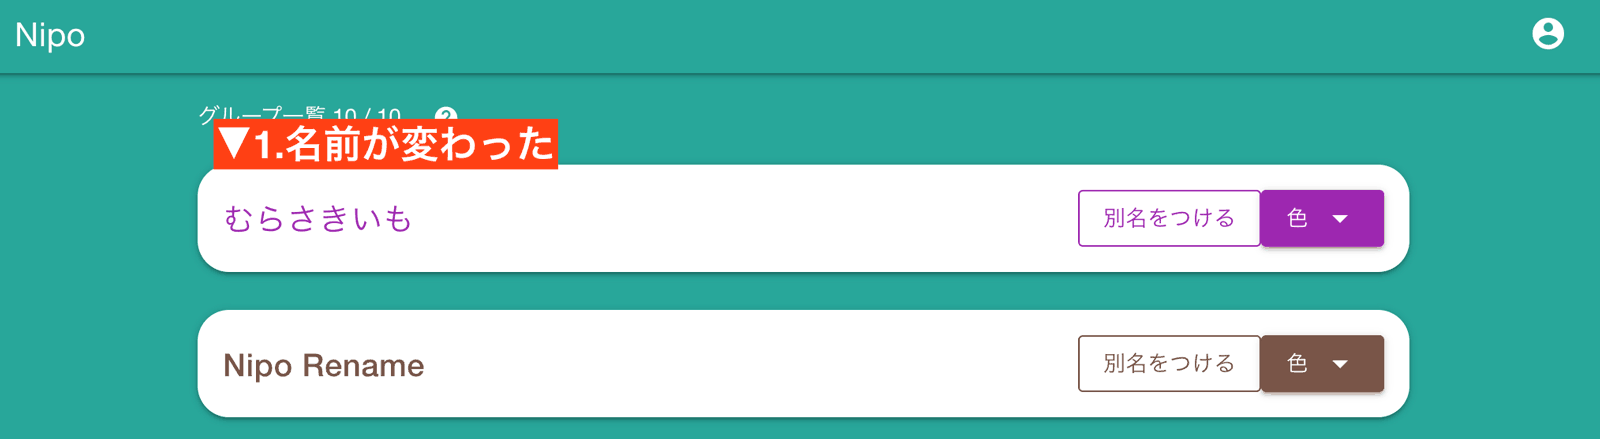 Nipo
グループ一覧 10 / 10
▼1.名前が変わった
むらさきいも
別名をつける
色
Nipo Rename
別名をつける
色